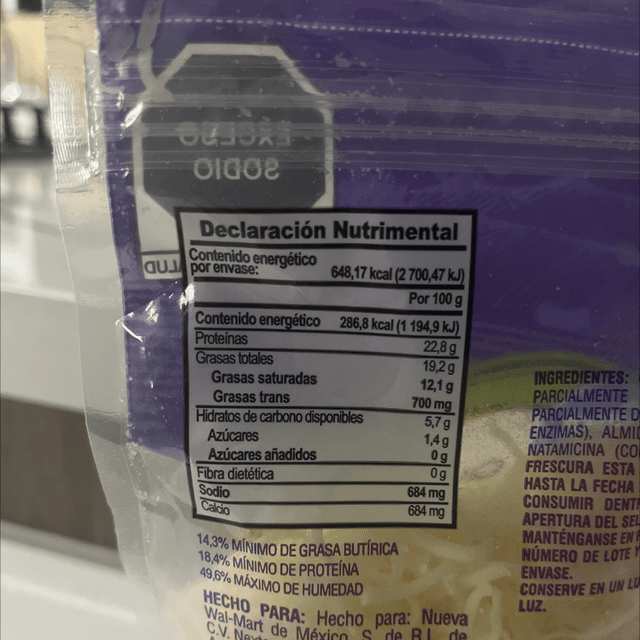 EXCESO
SODIO
Declaración Nutrimental
Contenido energético
por envase: 648,17 kcal (2 700,47 kJ)
Por 100 g
Contenido energético 286,8 kcal (1 194,9 kJ)
Proteínas 22,8 g
Grasas totales 19,2 g
Grasas saturadas 12,1 g
Grasas trans 700 mg
Hidratos de carbono disponibles 5,7 g
Azúcares 1,4 g
Azúcares añadidos 0 g
Fibra dietética 0 g
Sodio 684 mg
Calcio 684 mg
14,3% MÍNIMO DE GRASA BUTÍRICA
18,4% MÍNIMO DE PROTEÍNA
49,6% MÁXIMO DE HUMEDAD
HECHO PARA: Hecho para: Nueva
Wal-Mart de México, S. de R.L. de
C.V.
INGREDIENTES:
PARCIALMENTE
PARCIALMENTE D
ENZIMAS), ALMID
NATAMICINA (CO
FRESCURA ESTA
HASTA LA FECHA
CONSUMIR DENT
APERTURA DEL SE
MANTÉNGANSE EN
NÚMERO DE LOTE
ENVASE.
CONSERVE EN UN LU
LUZ.